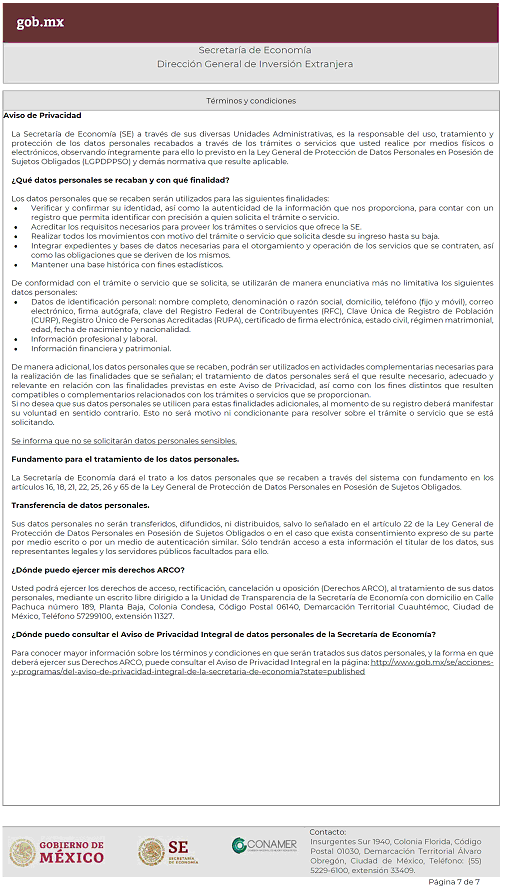 gob.mx
Secretaría de Economía
Dirección General de Inversión Extranjera
Términos y condiciones
Aviso de Privacidad
La Secretaría de Economía (SE) a través de sus diversas Unidades Administrativas, es la responsable del uso, tratamiento y
protección de los datos personales recabados a través de los trámites o servicios que usted realice por medios físicos o
electrónicos, observando íntegramente para ello lo previsto en la Ley General de Protección de Datos Personales en Posesión de
Sujetos Obligados (LGPDPPSO) y demás normativa que resulte aplicable.
¿Qué datos personales se recaban y con qué finalidad?
Los datos personales que se recaben serán utilizados para las siguientes finalidades:
• Verificar y confirmar su identidad, así como la autenticidad de la información que nos proporciona, para contar con un
registro que permita identificar con precisión a quien solicita el trámite o servicio.
• Acreditar los requisitos necesarios para proveer los trámites o servicios que ofrece la SE.
• Realizar todos los movimientos con motivo del trámite o servicio que solicita desde su ingreso hasta su baja.
• Integrar expedientes y bases de datos necesarias para el otorgamiento y operación de los servicios que se contraten, así
como las obligaciones que se deriven de los mismos.
• Mantener una base histórica con fines estadísticos.
De conformidad con el trámite o servicio que se solicita, se utilizarán de manera enunciativa más no limitativa los siguientes
datos personales:
• Datos de identificación personal: nombre completo, denominación o razón social, domicilio, teléfono (fijo y móvil), correo
electrónico, firma autógrafa, clave del Registro Federal de Contribuyentes (RFC), Clave Única de Registro de Población
(CURP), Registro Único de Personas Acreditadas (RUPA), certificado de firma electrónica, estado civil, régimen matrimonial,
edad, fecha de nacimiento y nacionalidad.
• Información profesional y laboral.
• Información financiera y patrimonial.
De manera adicional, los datos personales que se recaben, podrán ser utilizados en actividades complementarias necesarias para
la realización de las finalidades que se señalan; el tratamiento de datos personales será el que resulte necesario, adecuado y
relevante en relación con las finalidades previstas en este Aviso de Privacidad, así como con los fines distintos que resulten
compatibles o complementarios relacionados con los trámites o servicios que se proporcionan.
Si no desea que sus datos personales se utilicen para estas finalidades adicionales, al momento de su registro deberá manifestar
su voluntad en sentido contrario. Esto no será motivo ni condicionante para resolver sobre el trámite o servicio que se está
solicitando.
Se informa que no se solicitarán datos personales sensibles.
Fundamento para el tratamiento de los datos personales.
La Secretaría de Economía dará el trato a los datos personales que se recaben a través del sistema con fundamento en los
artículos 16, 18, 21, 22, 25, 26 y 65 de la Ley General de Protección de Datos Personales en Posesión de Sujetos Obligados.
Transferencia de datos personales.
Sus datos personales no serán transferidos, difundidos, ni distribuidos, salvo lo señalado en el artículo 22 de la Ley General de
Protección de Datos Personales en Posesión de Sujetos Obligados o en el caso que exista consentimiento expreso de su parte
por medio escrito o por un medio de autenticación similar. Sólo tendrán acceso a esta información el titular de los datos, sus
representantes legales y los servidores públicos facultados para ello.
¿Dónde puedo ejercer mis derechos ARCO?
Usted podrá ejercer los derechos de acceso, rectificación, cancelación u oposición (Derechos ARCO), al tratamiento de sus datos
personales, mediante un escrito libre dirigido a la Unidad de Transparencia de la Secretaría de Economía con domicilio en Calle
Pachuca número 189, Planta Baja, Colonia Condesa, Código Postal 06140, Demarcación Territorial Cuauhtémoc, Ciudad de
México, Teléfono 57299100, extensión 11327.
¿Dónde puedo consultar el Aviso de Privacidad Integral de datos personales de la Secretaría de Economía?
Para conocer mayor información sobre los términos y condiciones en que serán tratados sus datos personales, y la forma en que
deberá ejercer sus Derechos ARCO, puede consultar el Aviso de Privacidad Integral en la página: http://www.gob.mx/se/acciones-
y-programas/del-aviso-de-privacidad-integral-de-la-secretaria-de-economia?state=published
GOBIERNO DE
MÉXICO
SE
SECRETARÍA
DE ECONOMÍA
CONAMER
Contacto:
Insurgentes Sur 1940, Colonia Florida, Código
Postal 01030, Demarcación Territorial Álvaro
Obregón, Ciudad de México, Teléfono: (55)
5229-6100, extensión 33409.
Página 7 de 7